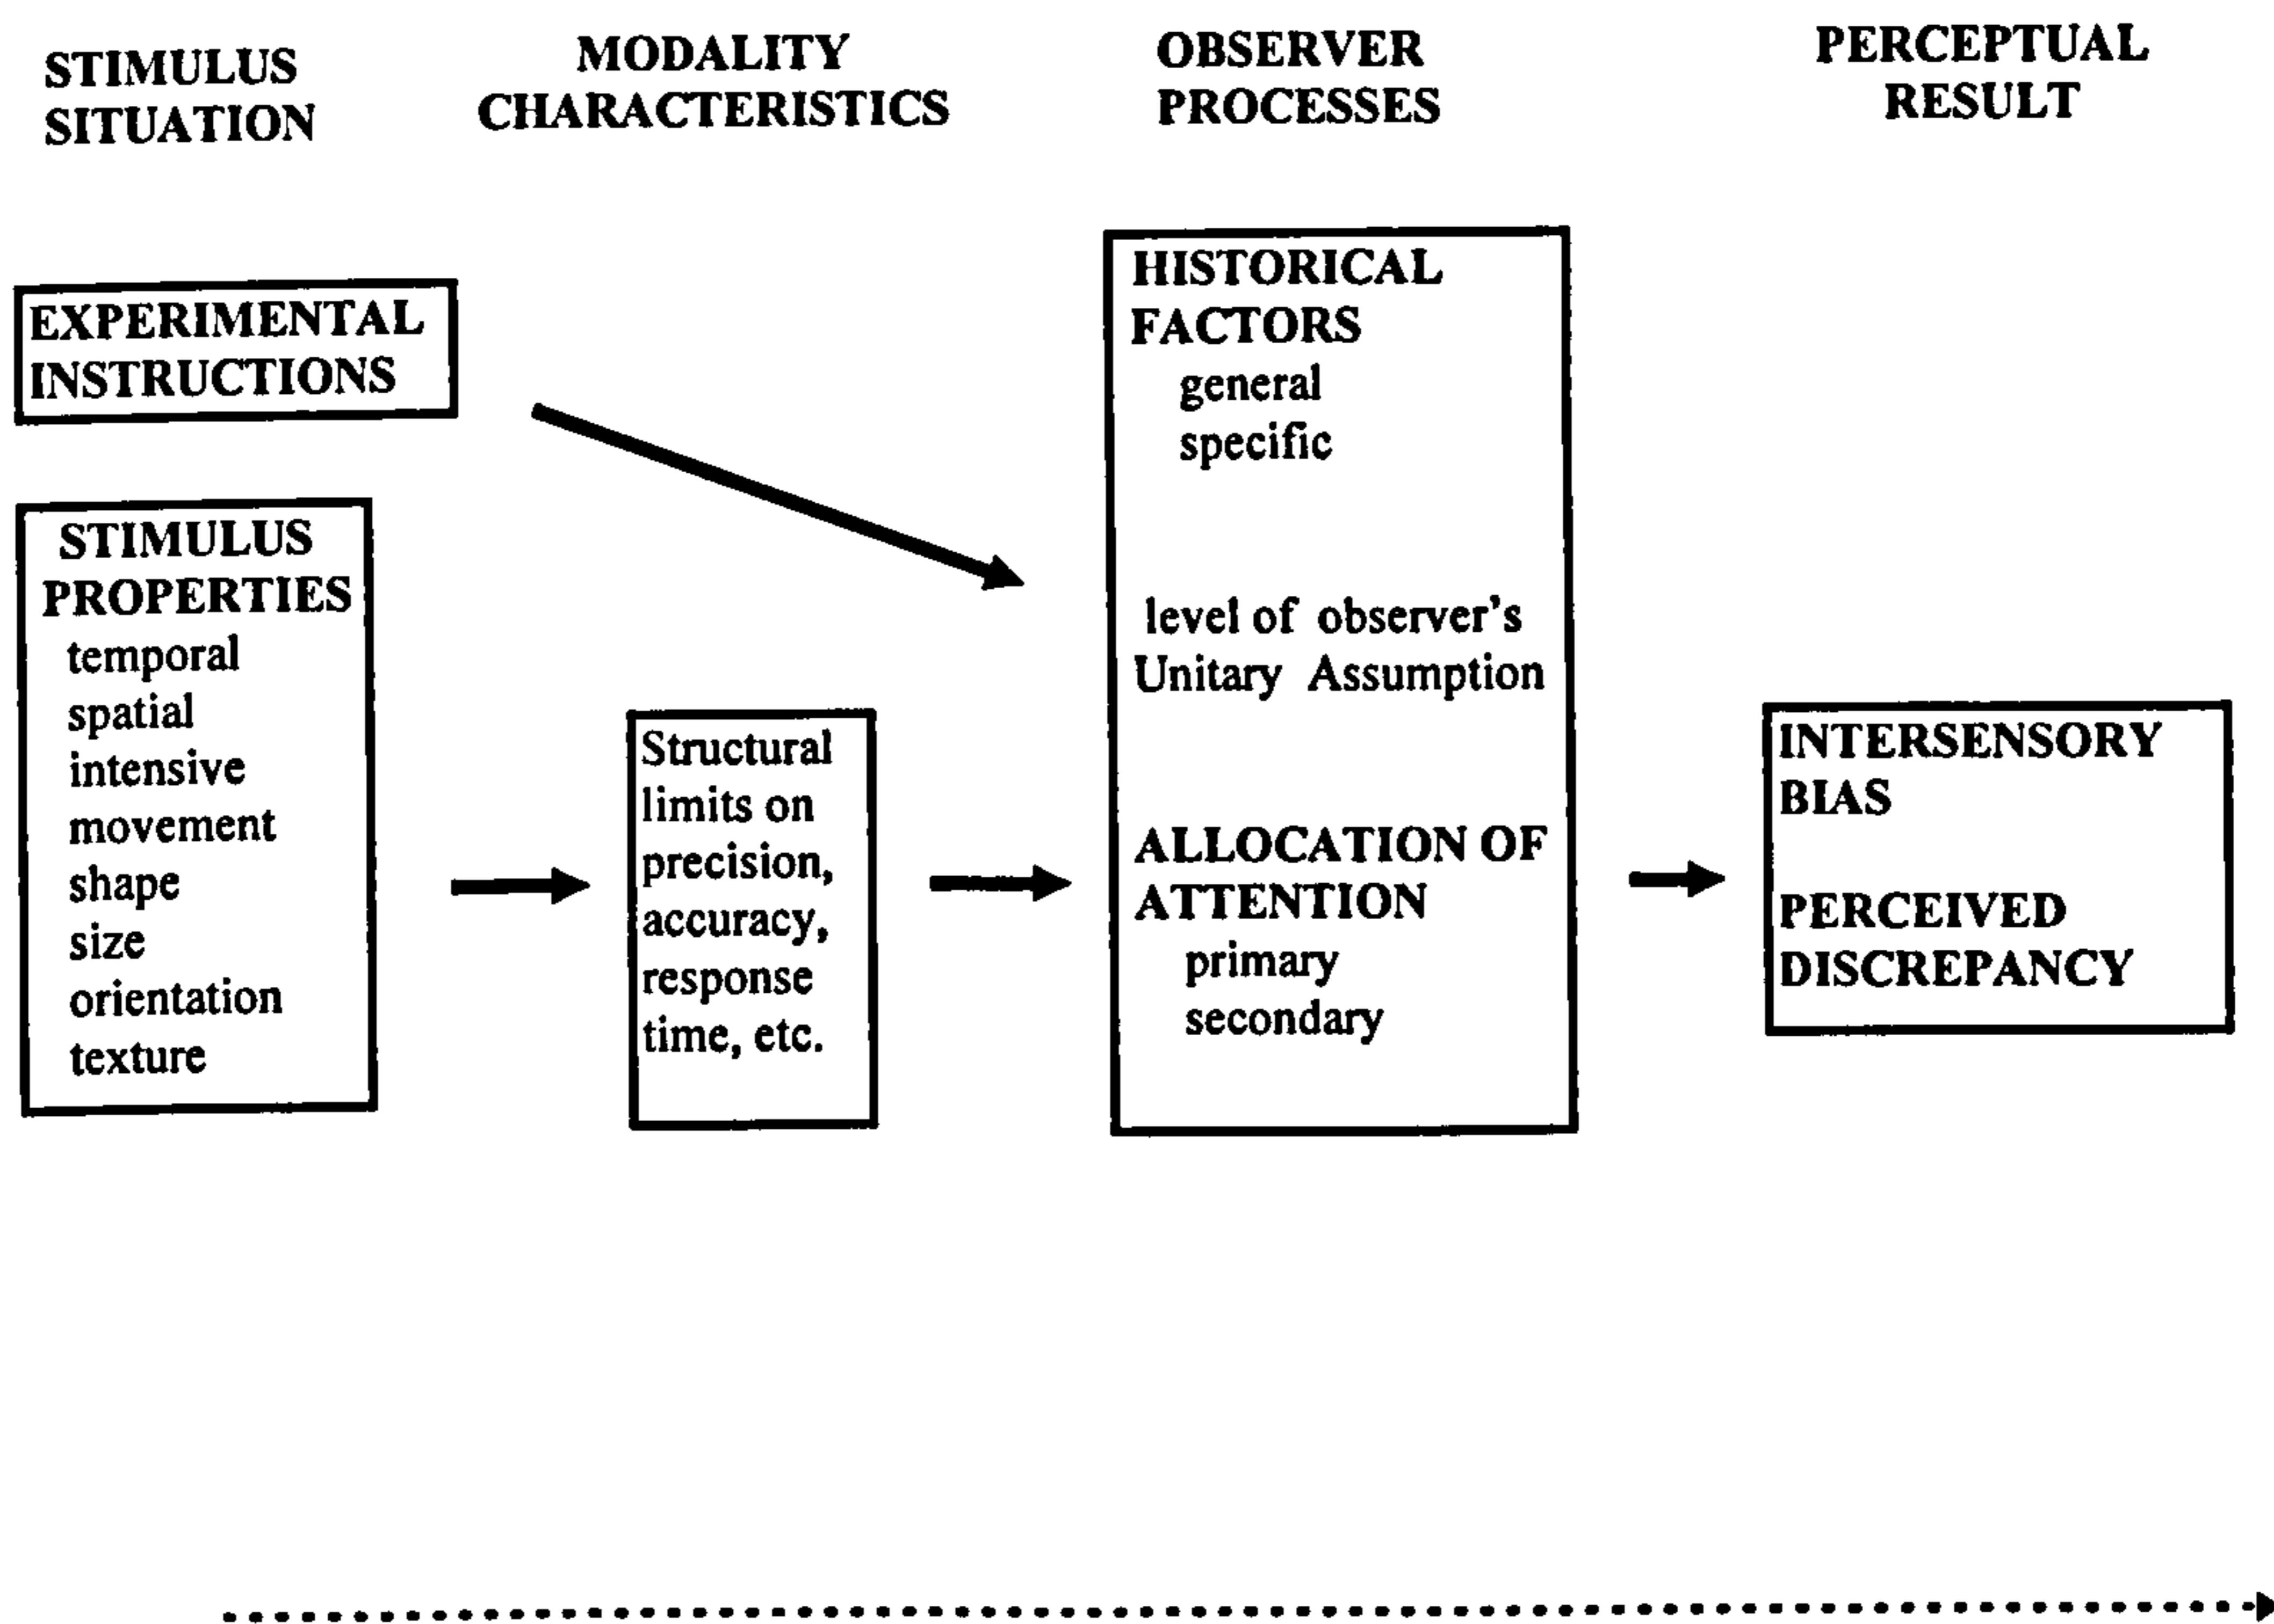 STIMULUS
SITUATION
MODALITY
CHARACTERISTICS
OBSERVER
PROCESSES
PERCEPTUAL
RESULT
EXPERIMENTAL
INSTRUCTIONS
STIMULUS
PROPERTIES
temporal
spatial
intensive
movement
shape
size
orientation
texture
Structural
limits on
precision,
accuracy,
response
time, etc.
HISTORICAL
FACTORS
general
specific
level of observer's
Unitary Assumption
ALLOCATION OF
ATTENTION
primary
secondary
INTERSENSORY
BIAS
PERCEIVED
DISCREPANCY